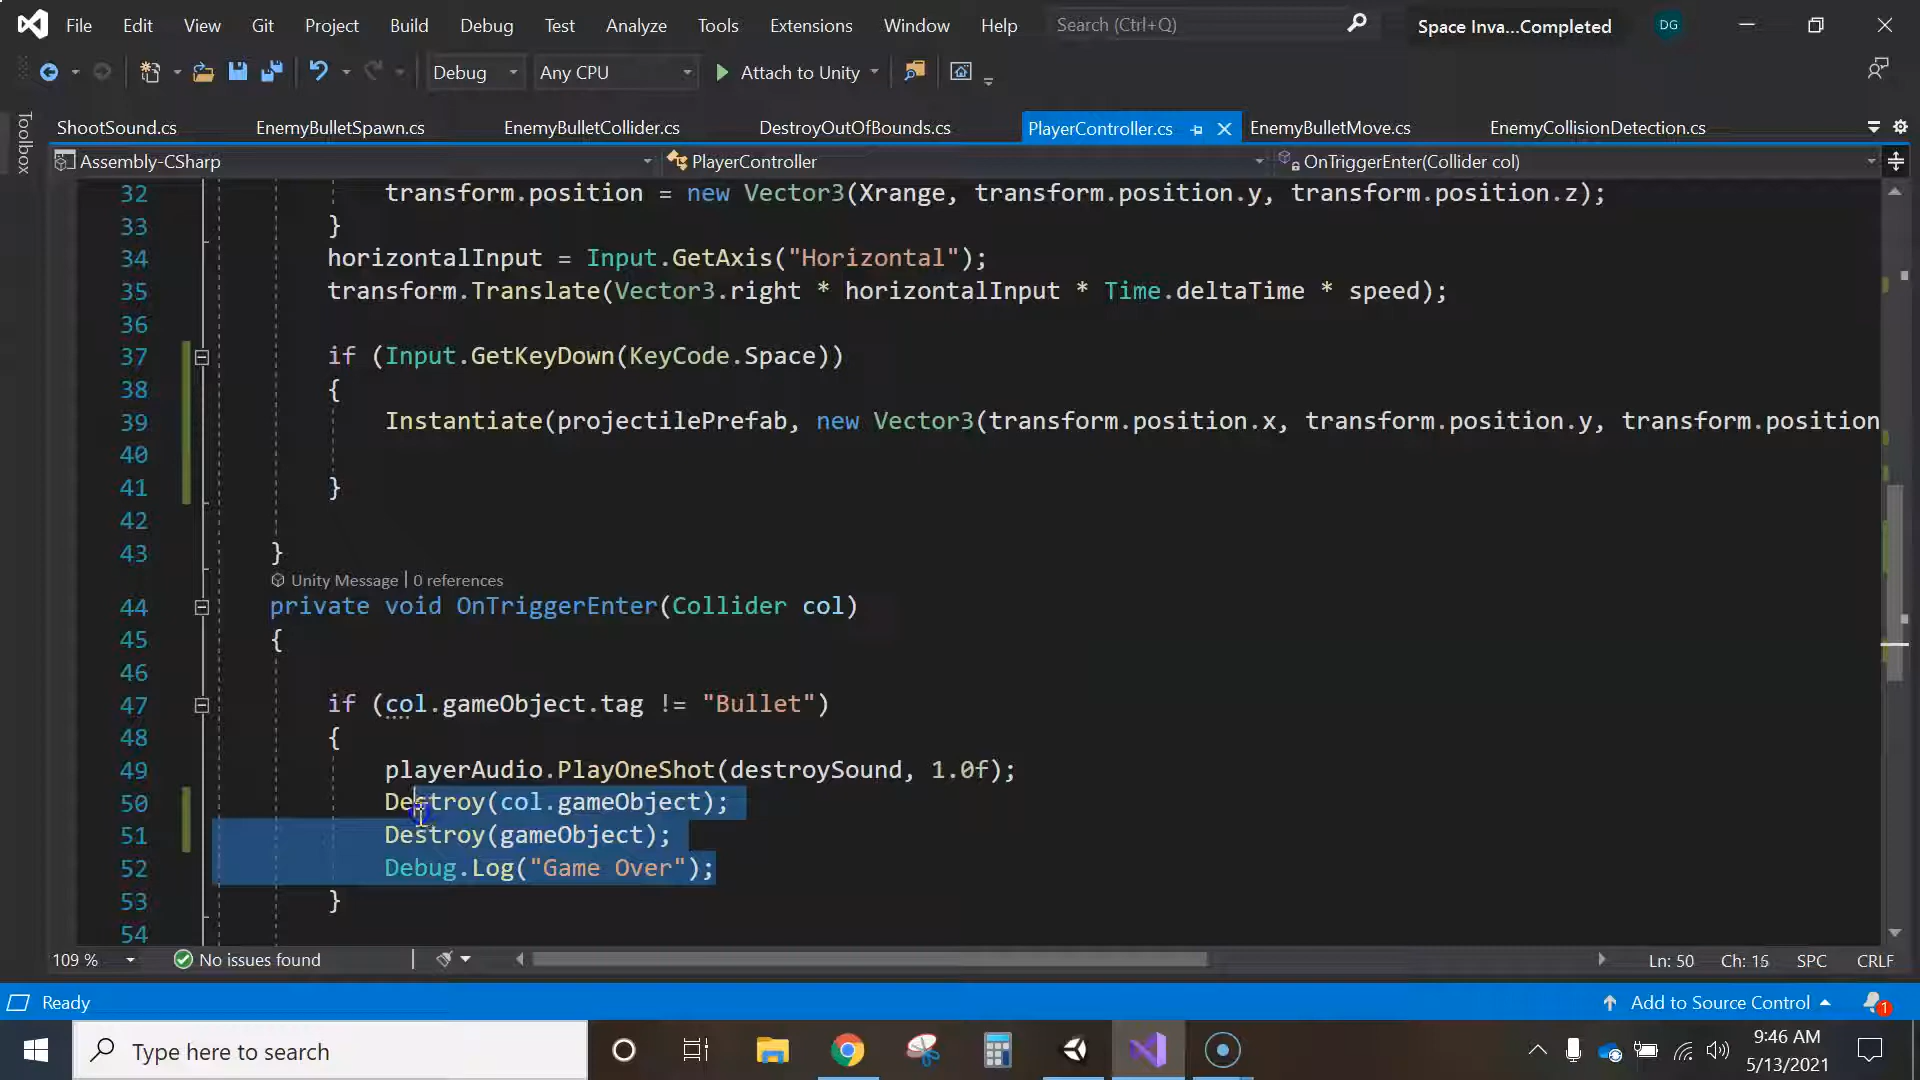 File Edit View Git Project Build Debug Test Analyze Tools Extensions Window Help Search (Ctrl+Q) Space Inva...Completed DG
Debug Any CPU Attach to Unity
Toolbox
ShootSound.cs EnemyBulletSpawn.cs EnemyBulletCollider.cs DestroyOutOfBounds.cs PlayerController.cs EnemyBulletMove.cs EnemyCollisionDetection.cs
Assembly-CSharp PlayerController OnTriggerEnter(Collider col)
32 transform.position = new Vector3(Xrange, transform.position.y, transform.position.z);
33 }
34 horizontalInput = Input.GetAxis("Horizontal");
35 transform.Translate(Vector3.right * horizontalInput * Time.deltaTime * speed);
36
37 if (Input.GetKeyDown(KeyCode.Space))
38 {
39 Instantiate(projectilePrefab, new Vector3(transform.position.x, transform.position.y, transform.position
40
41 }
42
43 }
Unity Message | 0 references
44 private void OnTriggerEnter(Collider col)
45 {
46
47 if (col.gameObject.tag != "Bullet")
48 {
49 playerAudio.PlayOneShot(destroySound, 1.0f);
50 Destroy(col.gameObject);
51 Destroy(gameObject);
52 Debug.Log("Game Over");
53 }
54
109 % No issues found Ln: 50 Ch: 16 SPC CRLF
Ready Add to Source Control 1
Type here to search 9:46 AM
5/13/2021